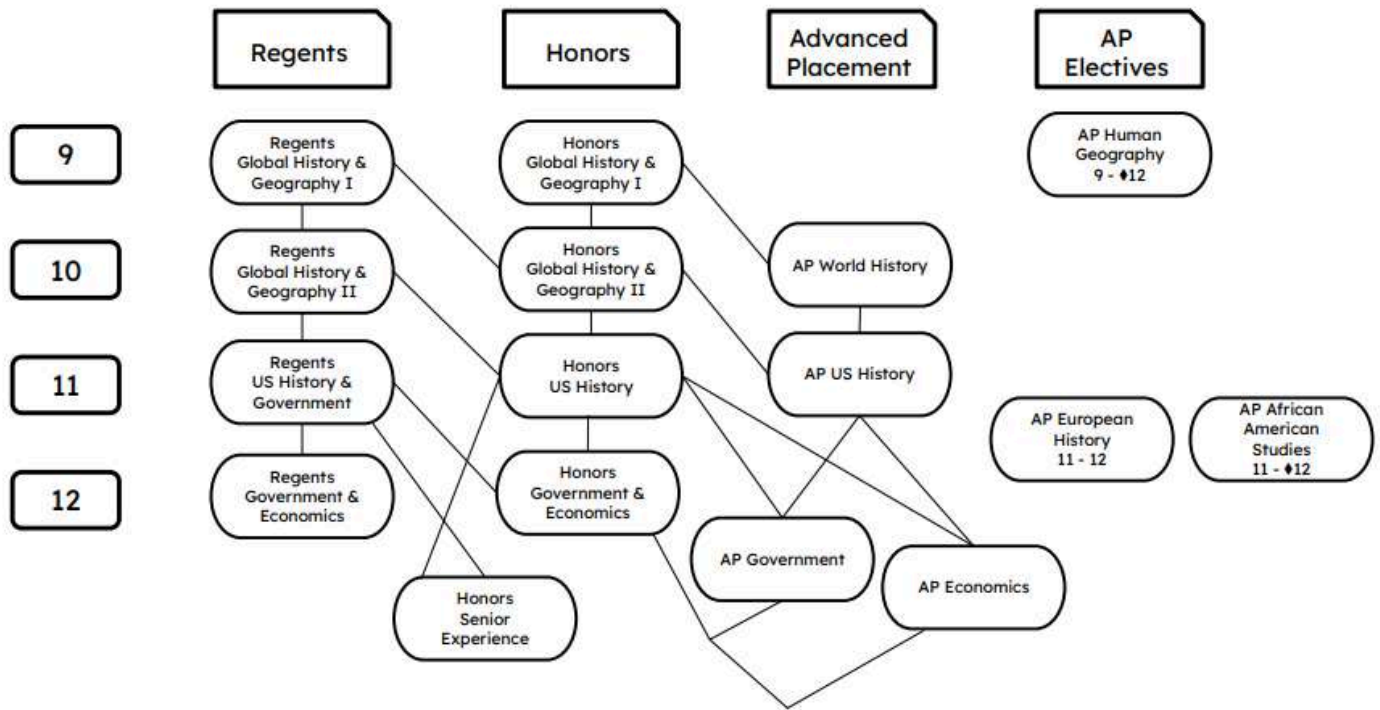 Regents
Honors
Advanced
Placement
AP
Electives
9
Regents
Global History &
Geography I
Honors
Global History &
Geography I
AP Human
Geography
9 - ♦12
10
Regents
Global History &
Geography II
Honors
Global History &
Geography II
AP World History
11
Regents
US History &
Government
Honors
US History
AP US History
AP European
History
11 - 12
AP African
American
Studies
11 - ♦12
12
Regents
Government &
Economics
Honors
Government &
Economics
AP Government
AP Economics
Honors
Senior
Experience